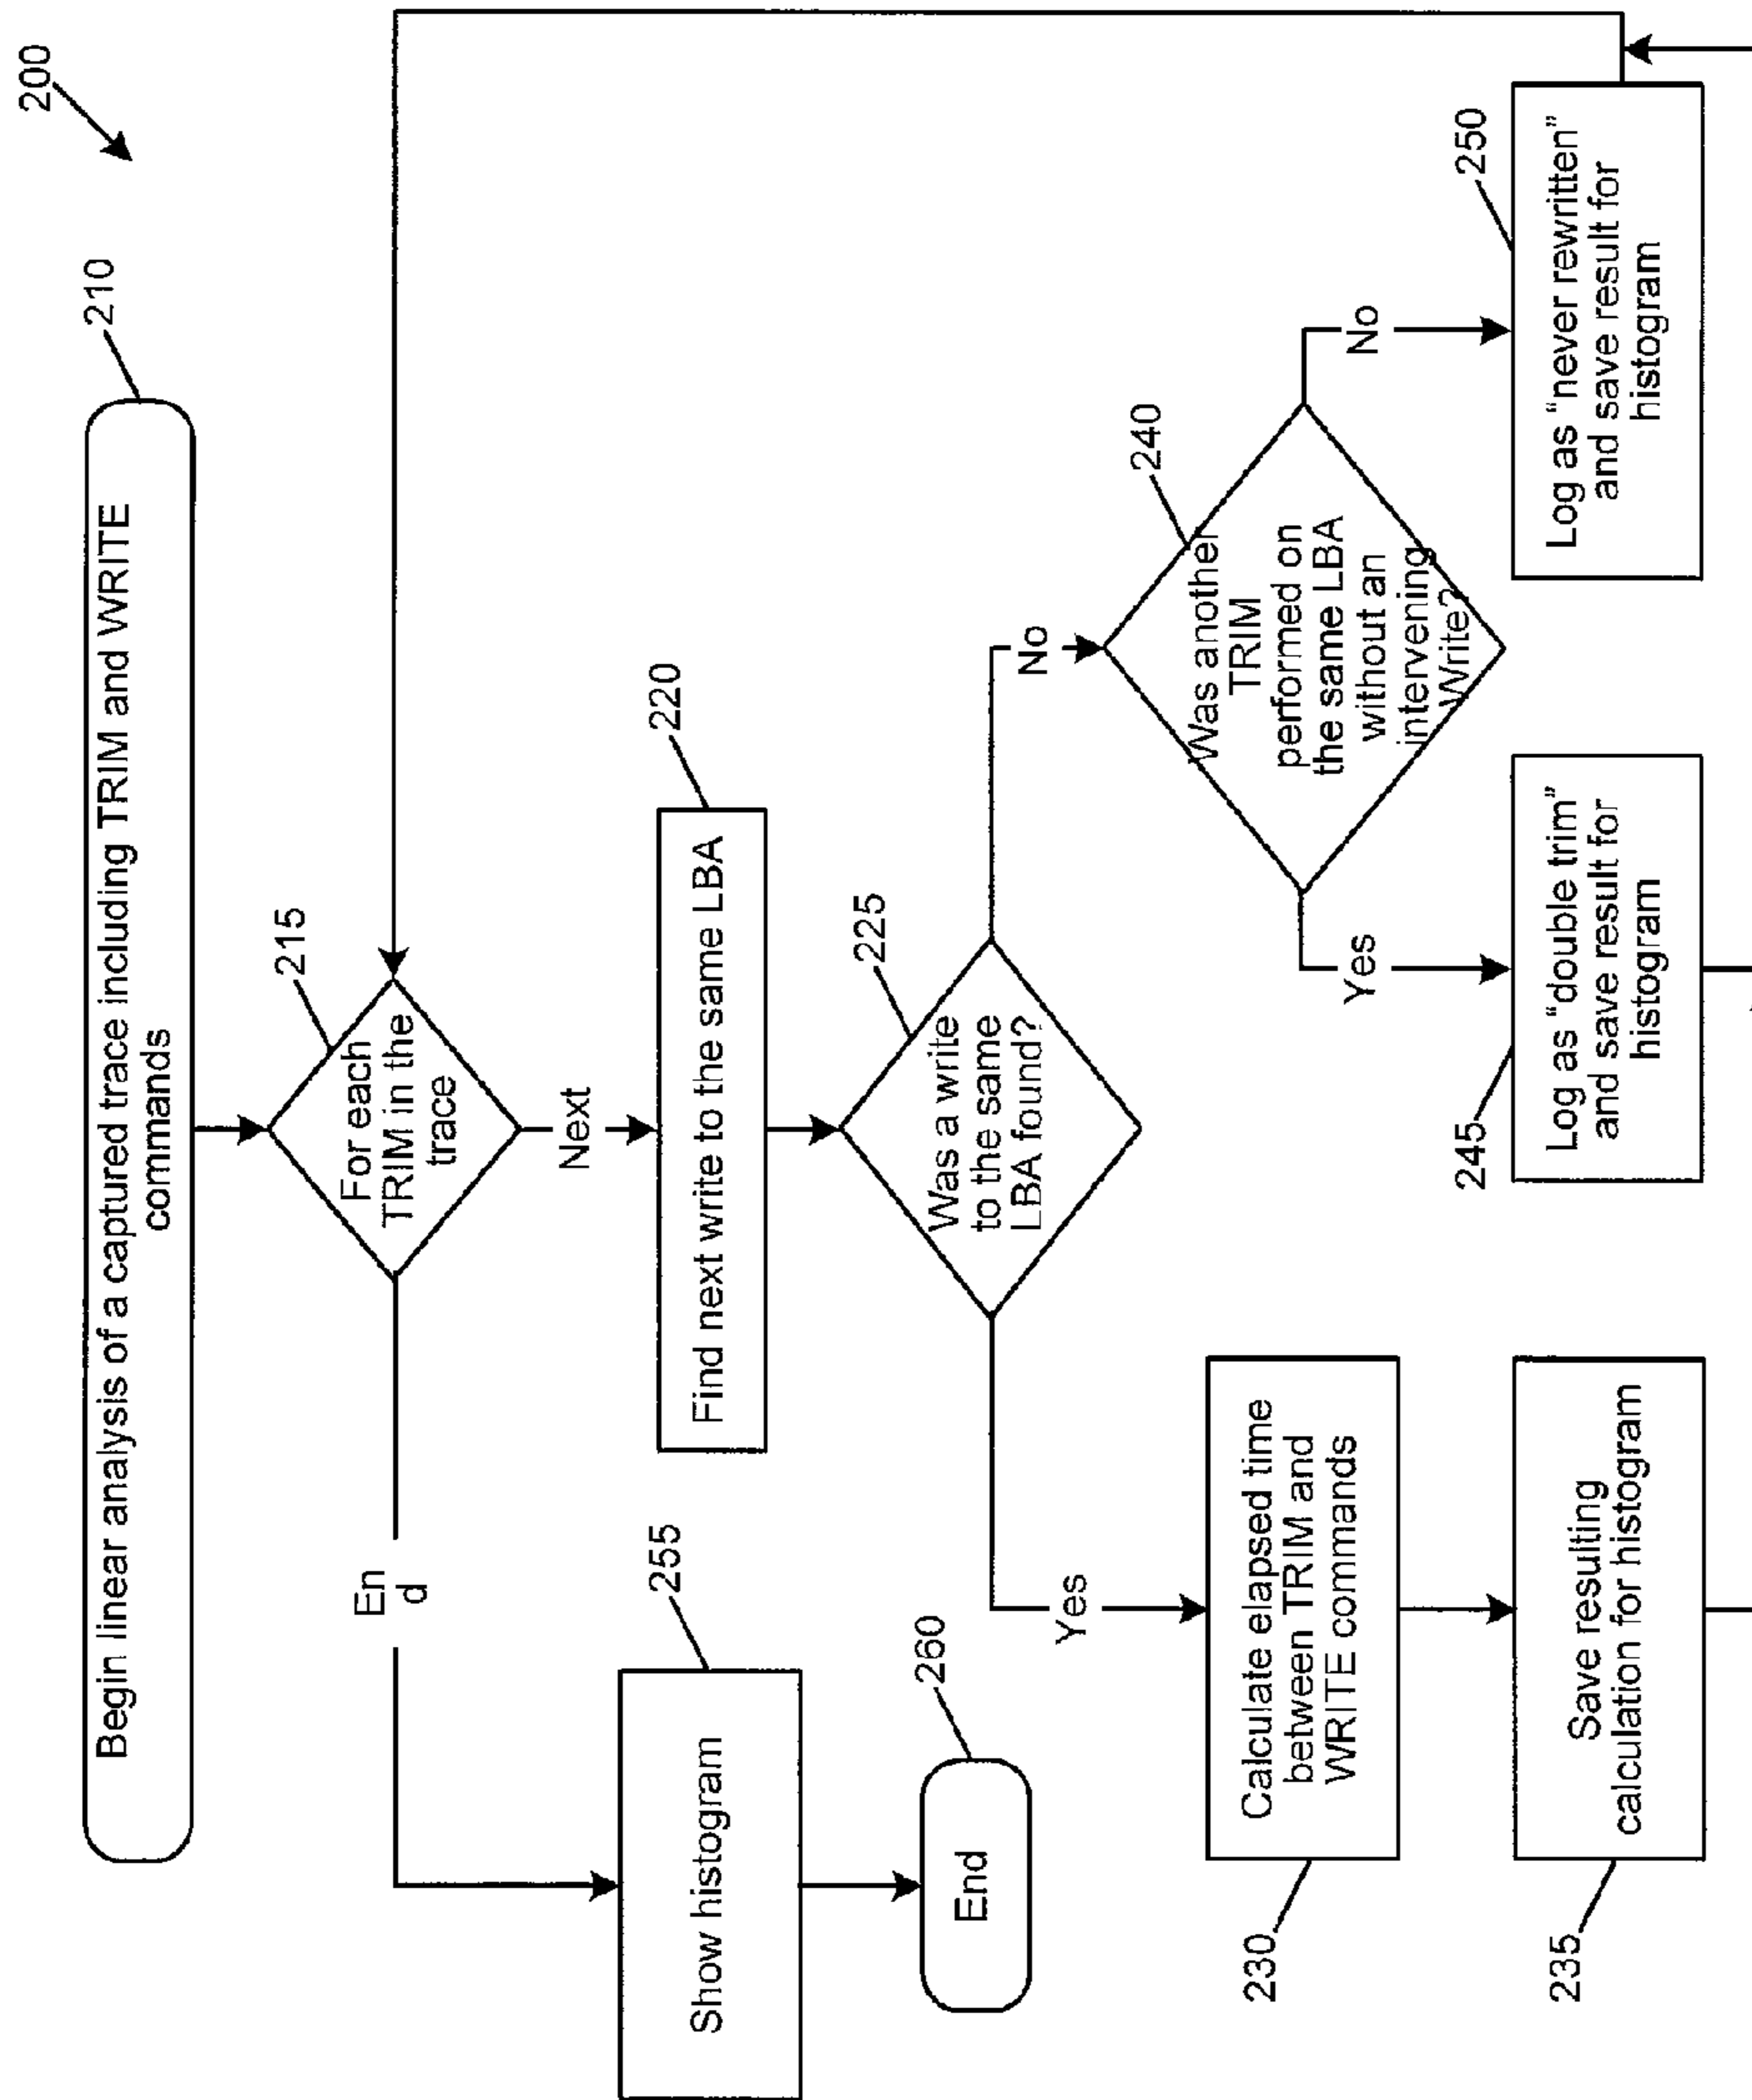 200
210
Begin linear analysis of a captured trace including TRIM and WRITE
commands
215
For each
TRIM in the
trace
En
d
Next
220
Find next write to the same LBA
255
Show histogram
225
Was a write
to the same
LBA found?
260
End
Yes
No
240
Was another
TRIM
performed on
the same LBA
without an
intervening
Write?
230
Calculate elapsed time
between TRIM and
WRITE commands
Yes
No
235
Save resulting
calculation for histogram
245
Log as "double trim"
and save result for
histogram
250
Log as "never rewritten"
and save result for
histogram